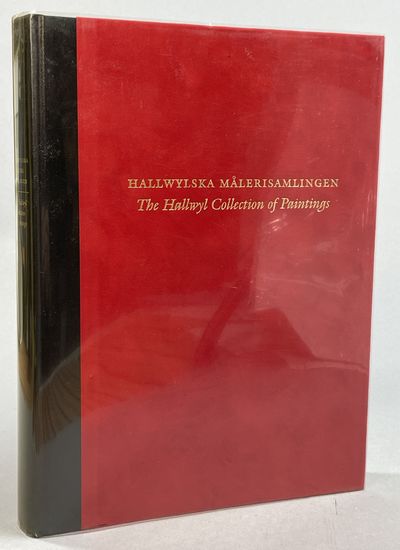 HALLWYLSKA MÅLERISAMLINGEN
The Hallwyl Collection of Paintings